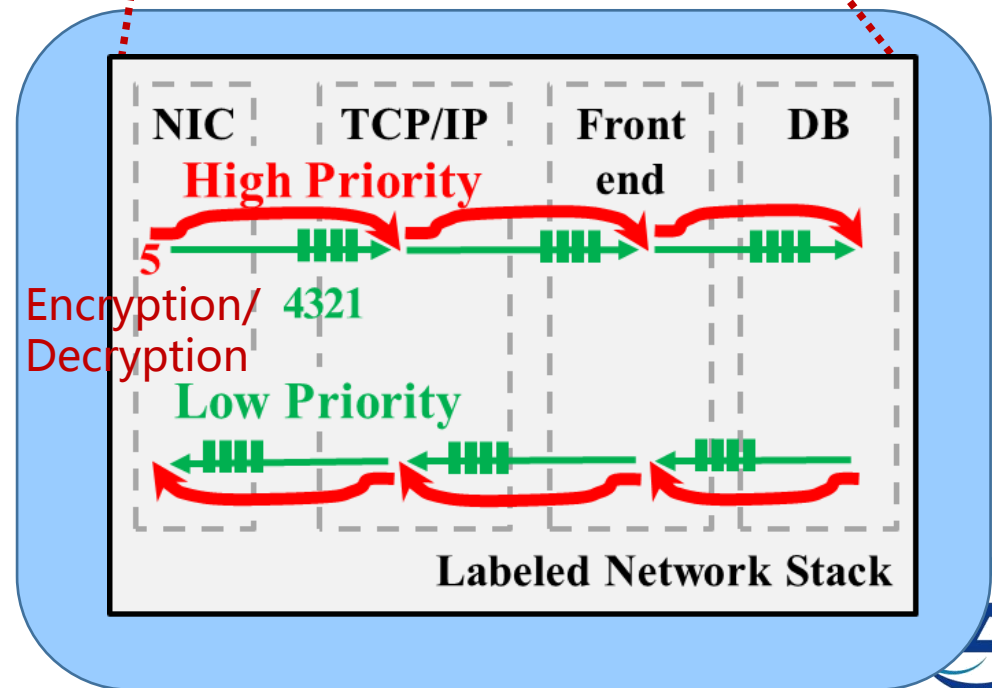 NIC
TCP/IP
Front
end
DB
High Priority
5
4321
Encryption/
Decryption
Low Priority
Labeled Network Stack